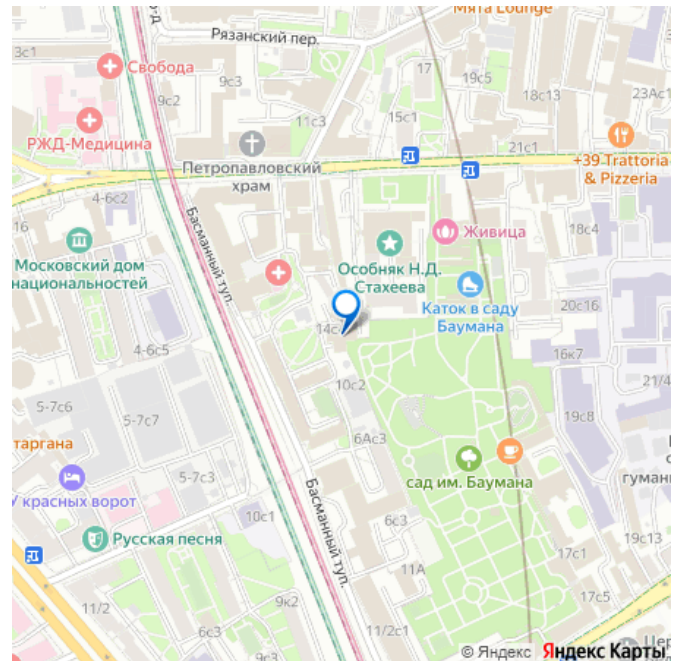 Мята Lounge
Рязанский пер.
3с1
Свобода
9с3
17
19с5
23Ас1
9с2
18с13
РЖД-Медицина
11с3
15с1
21с1
+39 Trattoria
& Pizzeria
Петропавловский
храм
4-6с2
16
Басманный туп.
Живица
18с4
Московский дом
национальностей
Особняк Н.Д.
Стахеева
Каток в саду
Баумана
20с16
4-6с5
16к7
10с2
21/4
5-7с6
5-7с7
19с8
таргана
6Ас3
5-7с3
сад им. Баумана
гуман
У красных ворот
Басманный туп.
10с1
6с3
Русская песня
19с13
17с1
11А
9к2
17с5
11/2
11/2с1
6с3
Цер
© Яндекс Яндекс Карты